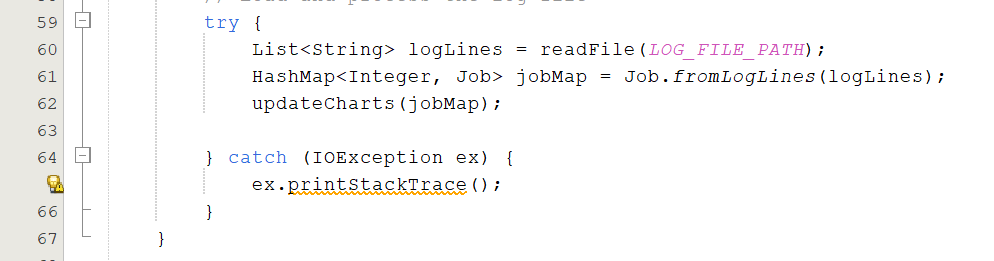 59 try {
60 List<String> logLines = readFile(LOG_FILE_PATH);
61 HashMap<Integer, Job> jobMap = Job.fromLogLines(logLines);
62 updateCharts(jobMap);
63
64 } catch (IOException ex) {
ex.printStackTrace();
66 }
67 }